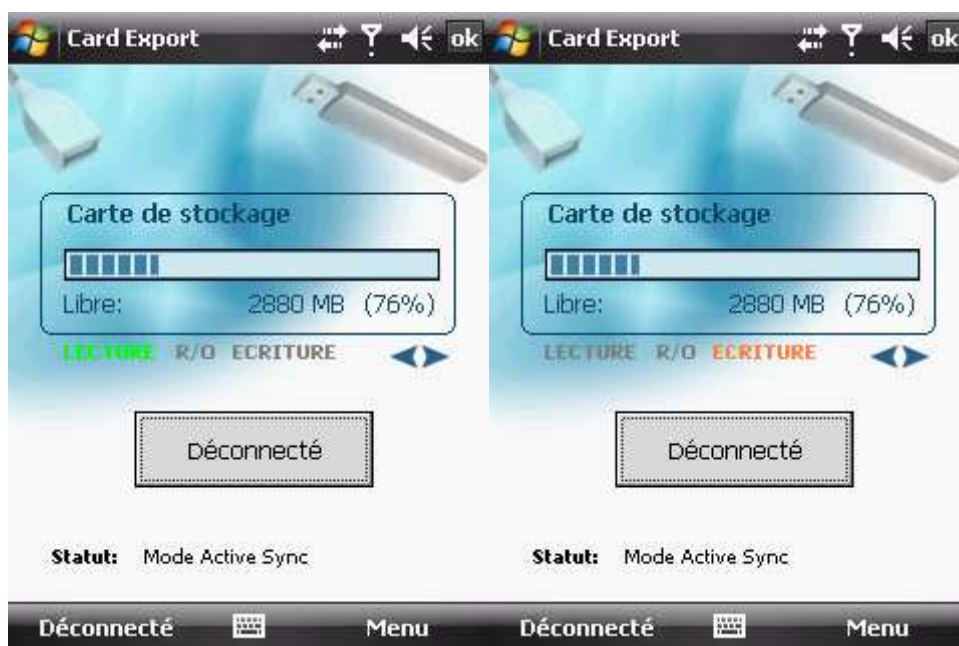 Card Export ok
Carte de stockage
Libre: 2880 MB (76%)
LECTURE R/O ECRITURE
Déconnecté
Statut: Mode Active Sync
Déconnecté Menu
Card Export ok
Carte de stockage
Libre: 2880 MB (76%)
LECTURE R/O ECRITURE
Déconnecté
Statut: Mode Active Sync
Déconnecté Menu